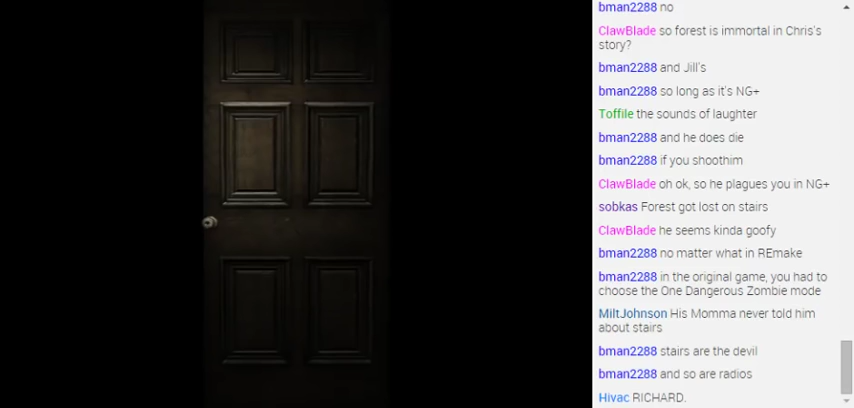 bman2288 no
ClawBlade so forest is immortal in Chris's
story?
bman2288 and Jill's
bman2288 so long as it's NG+
Toffile the sounds of laughter
bman2288 and he does die
bman2288 if you shoothim
ClawBlade oh ok, so he plagues you in NG+
sobkas Forest got lost on stairs
ClawBlade he seems kinda goofy
bman2288 no matter what in REmake
bman2288 in the original game, you had to
choose the One Dangerous Zombie mode
MiltJohnson His Momma never told him
about stairs
bman2288 stairs are the devil
bman2288 and so are radios
Hivac RICHARD.